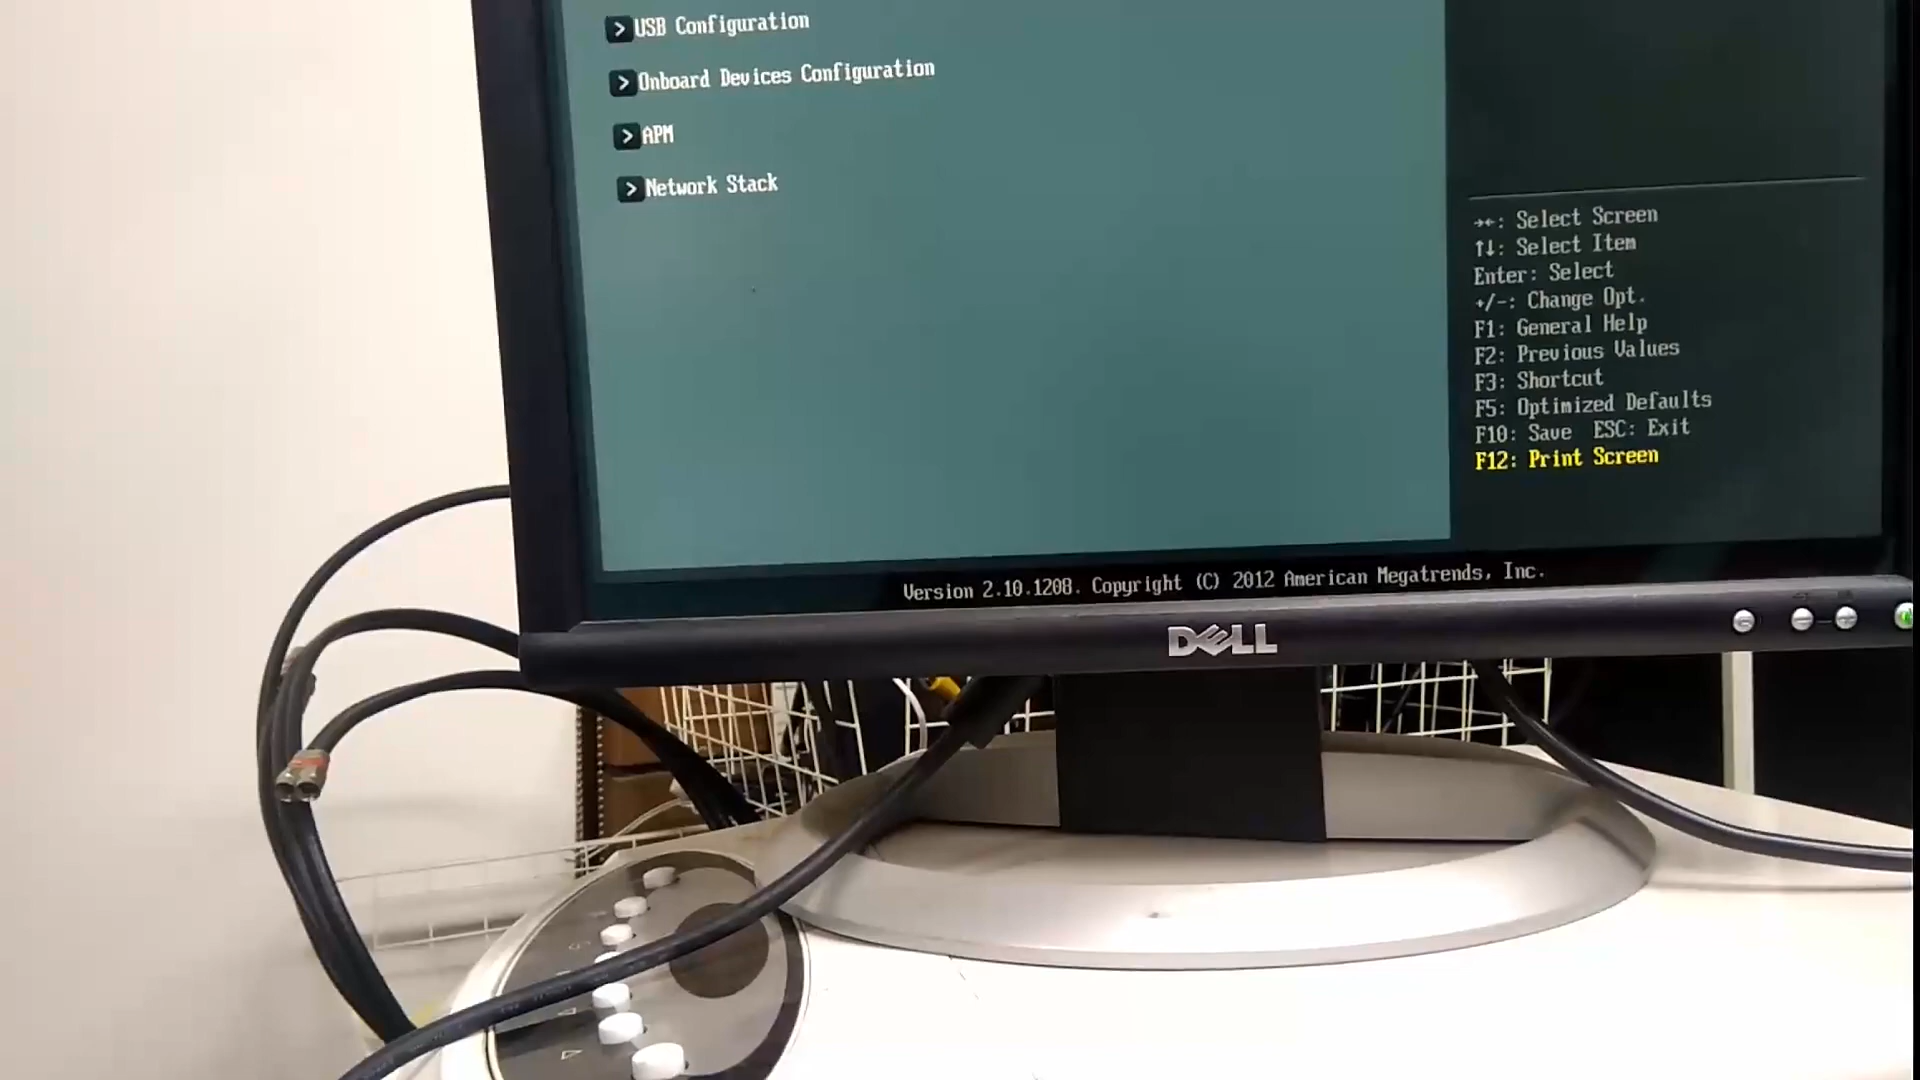 > USB Configuration
> Onboard Devices Configuration
> APM
> Network Stack
→←: Select Screen
↑↓: Select Item
Enter: Select
+/-: Change Opt.
F1: General Help
F2: Previous Values
F3: Shortcut
F5: Optimized Defaults
F10: Save ESC: Exit
F12: Print Screen
Version 2.10.1208. Copyright (C) 2012 American Megatrends, Inc.
DELL